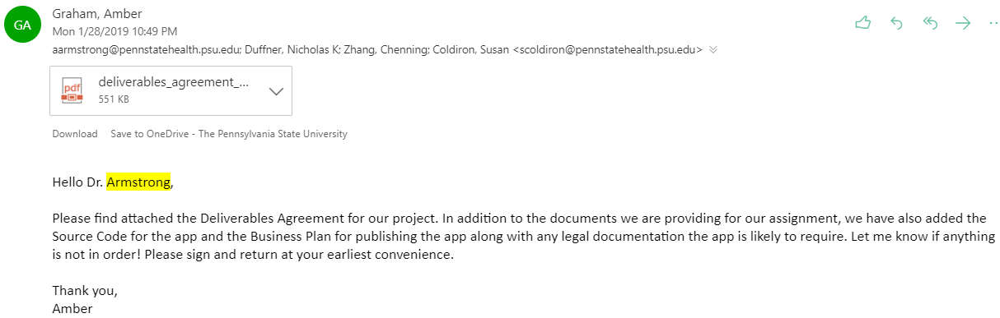 GA
Graham, Amber
Mon 1/28/2019 10:49 PM
aarmstrong@pennstatehealth.psu.edu; Duffner, Nicholas K; Zhang, Chenning; Coldiron, Susan <scoldiron@pennstatehealth.psu.edu>
pdf
deliverables_agreement_...
551 KB
Download Save to OneDrive - The Pennsylvania State University
Hello Dr. Armstrong,
Please find attached the Deliverables Agreement for our project. In addition to the documents we are providing for our assignment, we have also added the
Source Code for the app and the Business Plan for publishing the app along with any legal documentation the app is likely to require. Let me know if anything
is not in order! Please sign and return at your earliest convenience.
Thank you,
Amber